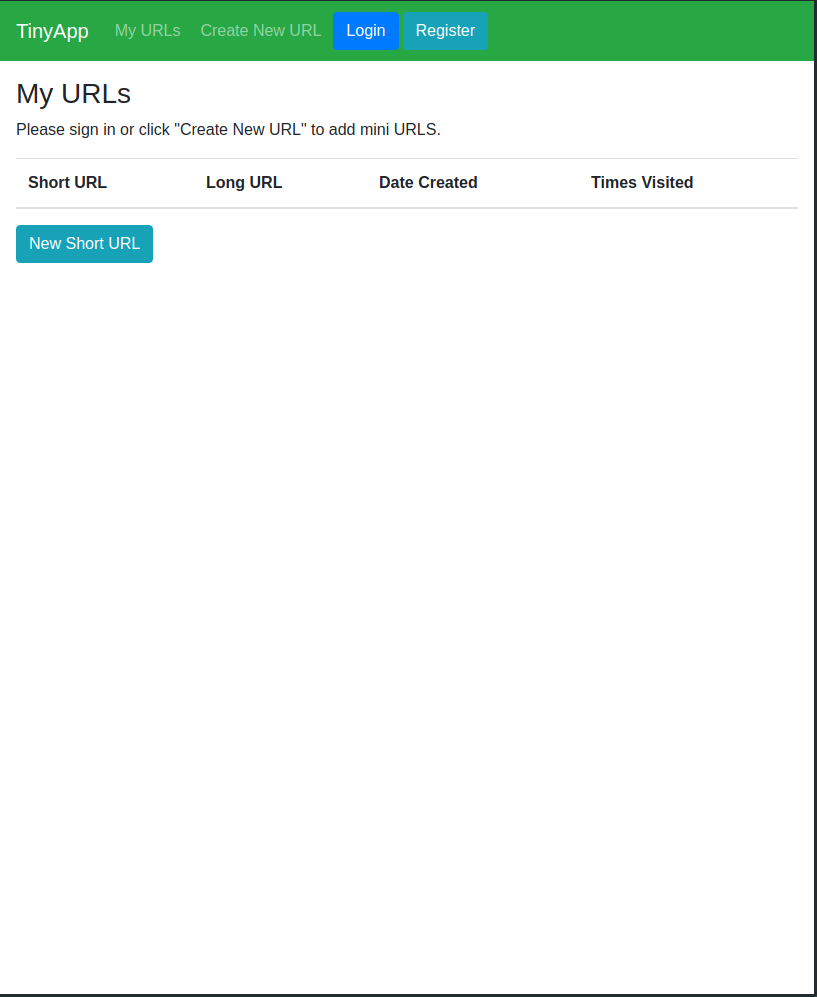 TinyApp My URLs Create New URL Login Register
My URLs
Please sign in or click "Create New URL" to add mini URLS.
Short URL Long URL Date Created Times Visited
New Short URL